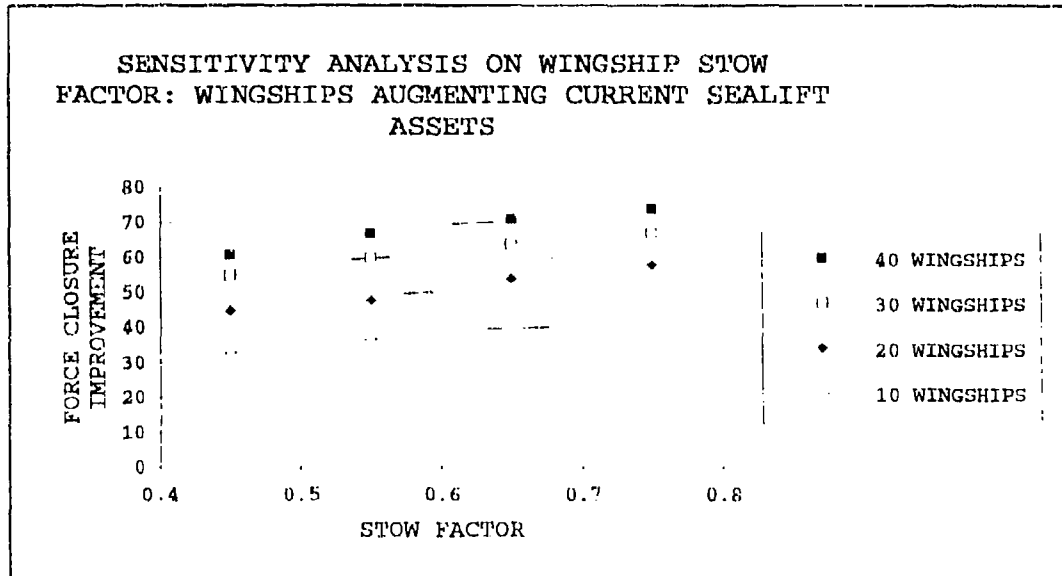 SENSITIVITY ANALYSIS ON WINGSHIP STOW
FACTOR: WINGSHIPS AUGMENTING CURRENT SEALIFT
ASSETS
FORCE CLOSURE
IMPROVEMENT
80
70
60
50
40
30
20
10
0
0.4 0.5 0.6 0.7 0.8
STOW FACTOR
40 WINGSHIPS
30 WINGSHIPS
20 WINGSHIPS
10 WINGSHIPS